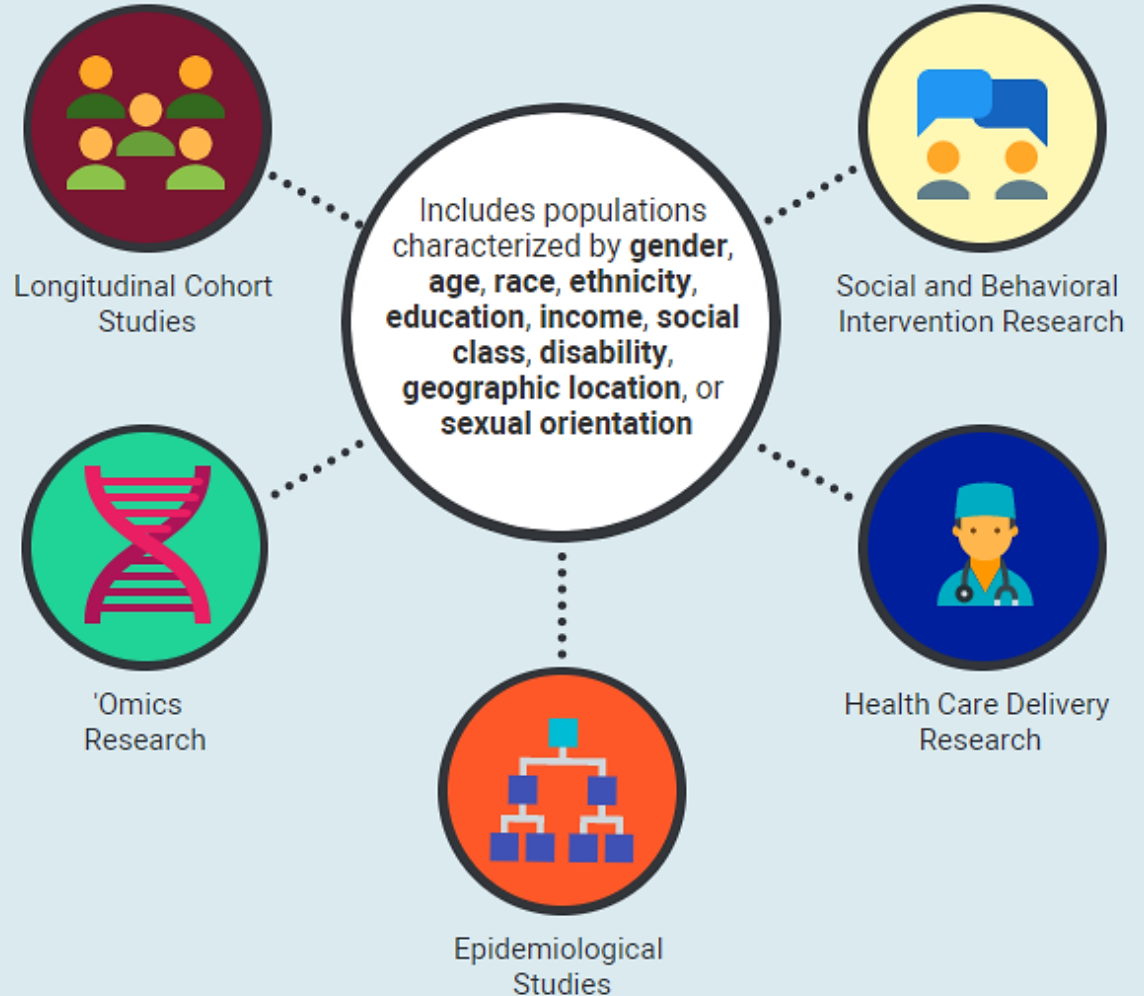 Includes populations
characterized by gender,
age, race, ethnicity,
education, income, social
class, disability,
geographic location, or
sexual orientation
Longitudinal Cohort
Studies
Social and Behavioral
Intervention Research
'Omics
Research
Health Care Delivery
Research
Epidemiological
Studies